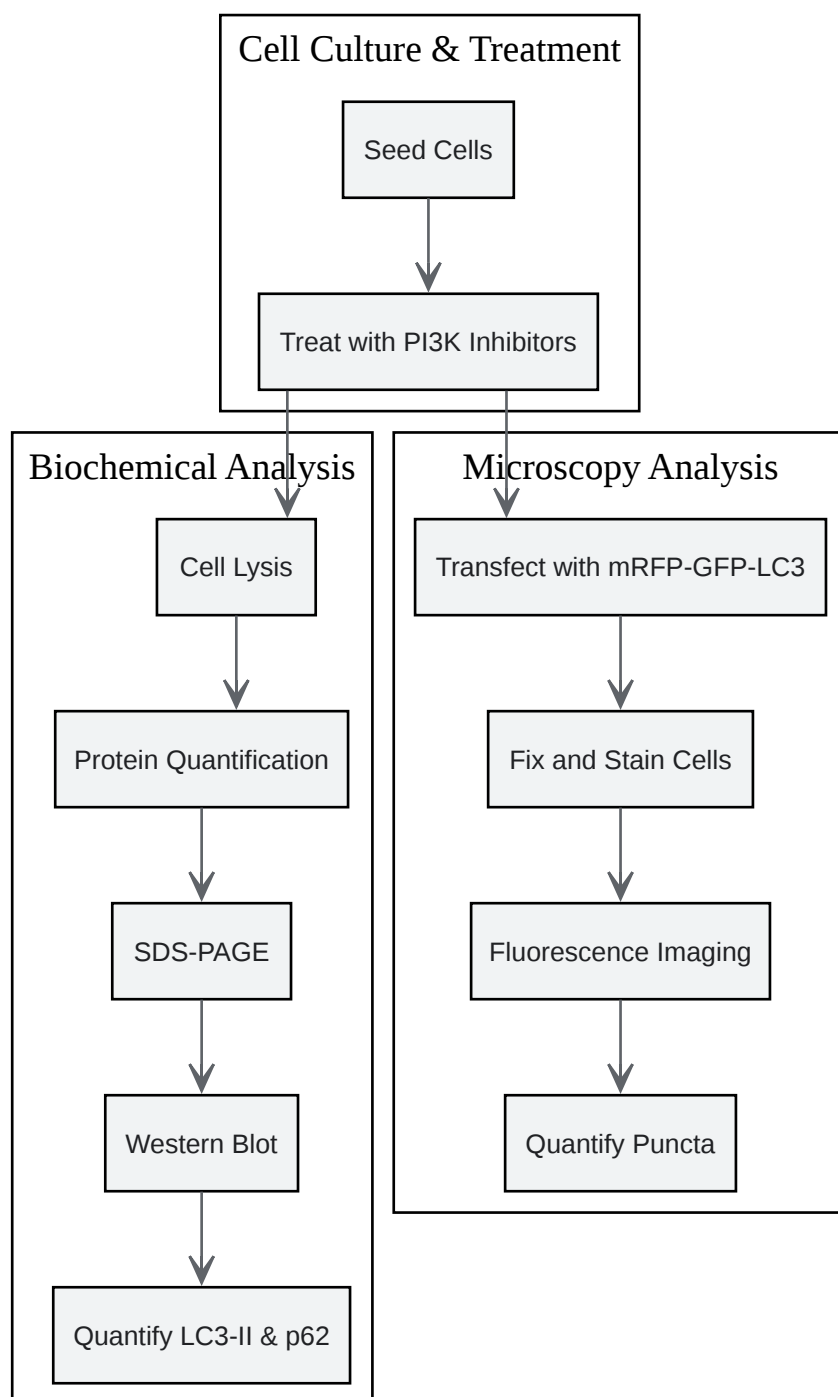 Cell Culture & Treatment
Seed Cells
Treat with PI3K Inhibitors
Biochemical Analysis
Cell Lysis
Protein Quantification
SDS-PAGE
Western Blot
Quantify LC3-II & p62
Microscopy Analysis
Transfect with mRFP-GFP-LC3
Fix and Stain Cells
Fluorescence Imaging
Quantify Puncta